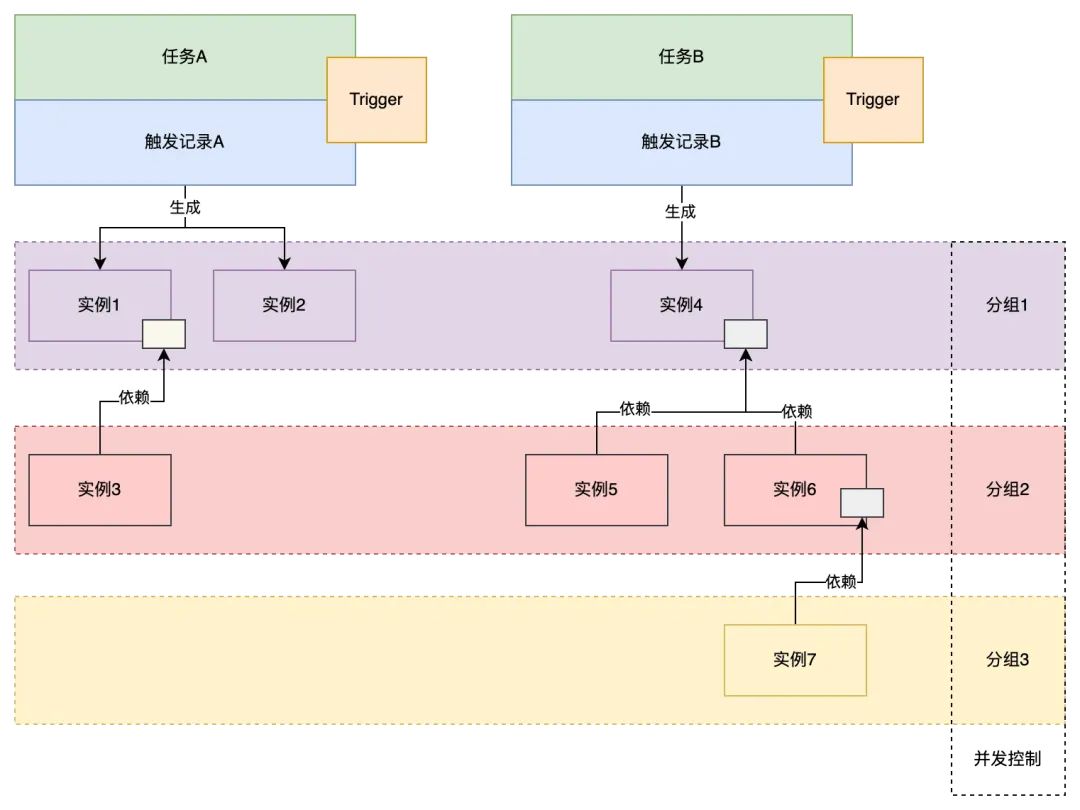 任务A
Trigger
触发记录A
任务B
Trigger
触发记录B
生成
生成
实例1
实例2
实例4
分组1
依赖
依赖
依赖
实例3
实例5
实例6
分组2
依赖
实例7
分组3
并发控制